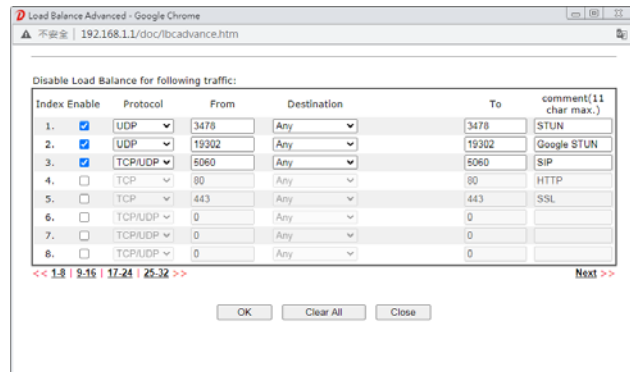 Load Balance Advanced - Google Chrome
不安全 | 192.168.1.1/doc/lbcadvance.htm
Disable Load Balance for following traffic:
Index Enable Protocol From Destination To comment(11 char max.)
1. UDP 3478 Any 3478 STUN
2. UDP 19302 Any 19302 Google STUN
3. TCP/UDP 5060 Any 5060 SIP
4. TCP 80 Any 80 HTTP
5. TCP 443 Any 443 SSL
6. TCP/UDP 0 Any 0
7. TCP/UDP 0 Any 0
8. TCP/UDP 0 Any 0
<< 1-8 | 9-16 | 17-24 | 25-32 >> Next >>
OK Clear All Close